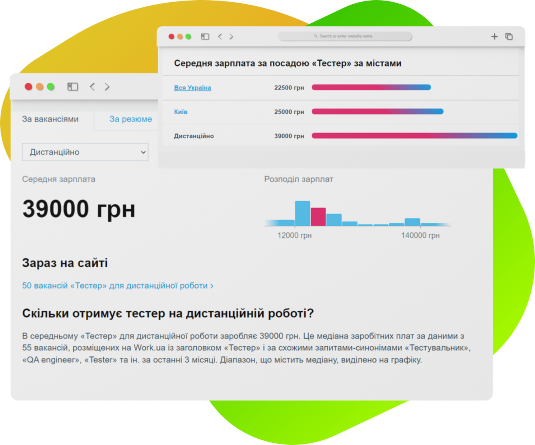 Search or enter website name
Середня зарплата за посадою «Тестер» за містами
Вся Україна 22500 грн
Київ 25000 грн
Дистанційно 39000 грн
За вакансіями За резюме
Дистанційно
Середня зарплата Розподіл зарплат
39000 грн
12000 грн 140000 грн
Зараз на сайті
50 вакансій «Тестер» для дистанційної роботи ›
Скільки отримує тестер на дистанційній роботі?
В середньому «Тестер» для дистанційної роботи заробляє 39000 грн. Це медіана заробітних плат за даними з
55 вакансій, розміщених на Work.ua із заголовком «Тестер» і за схожими запитами-синонімами «Тестувальник»,
«QA engineer», «Tester» та ін. за останні 3 місяці. Діапазон, що містить медіану, виділено на графіку.